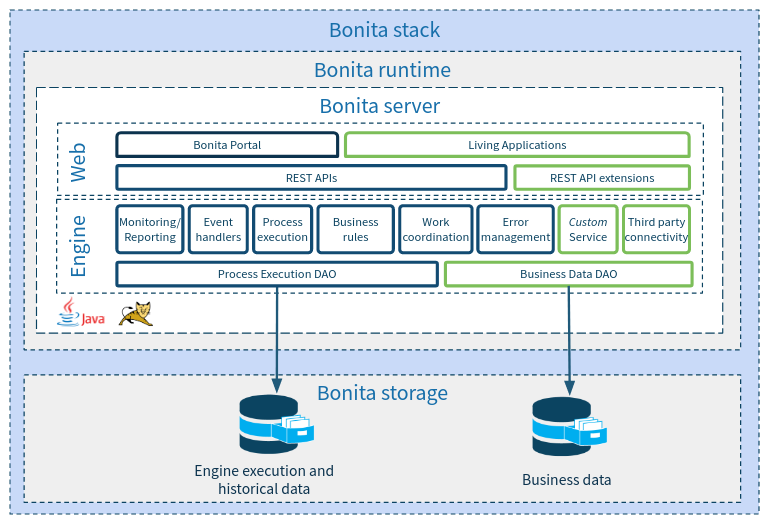 Bonita stack
Bonita runtime
Bonita server
Web
Bonita Portal
Living Applications
REST APIs
REST API extensions
Engine
Monitoring/
Reporting
Event
handlers
Process
execution
Business
rules
Work
coordination
Error
management
Custom
Service
Third party
connectivity
Process Execution DAO
Business Data DAO
Java
Bonita storage
Engine execution and
historical data
Business data